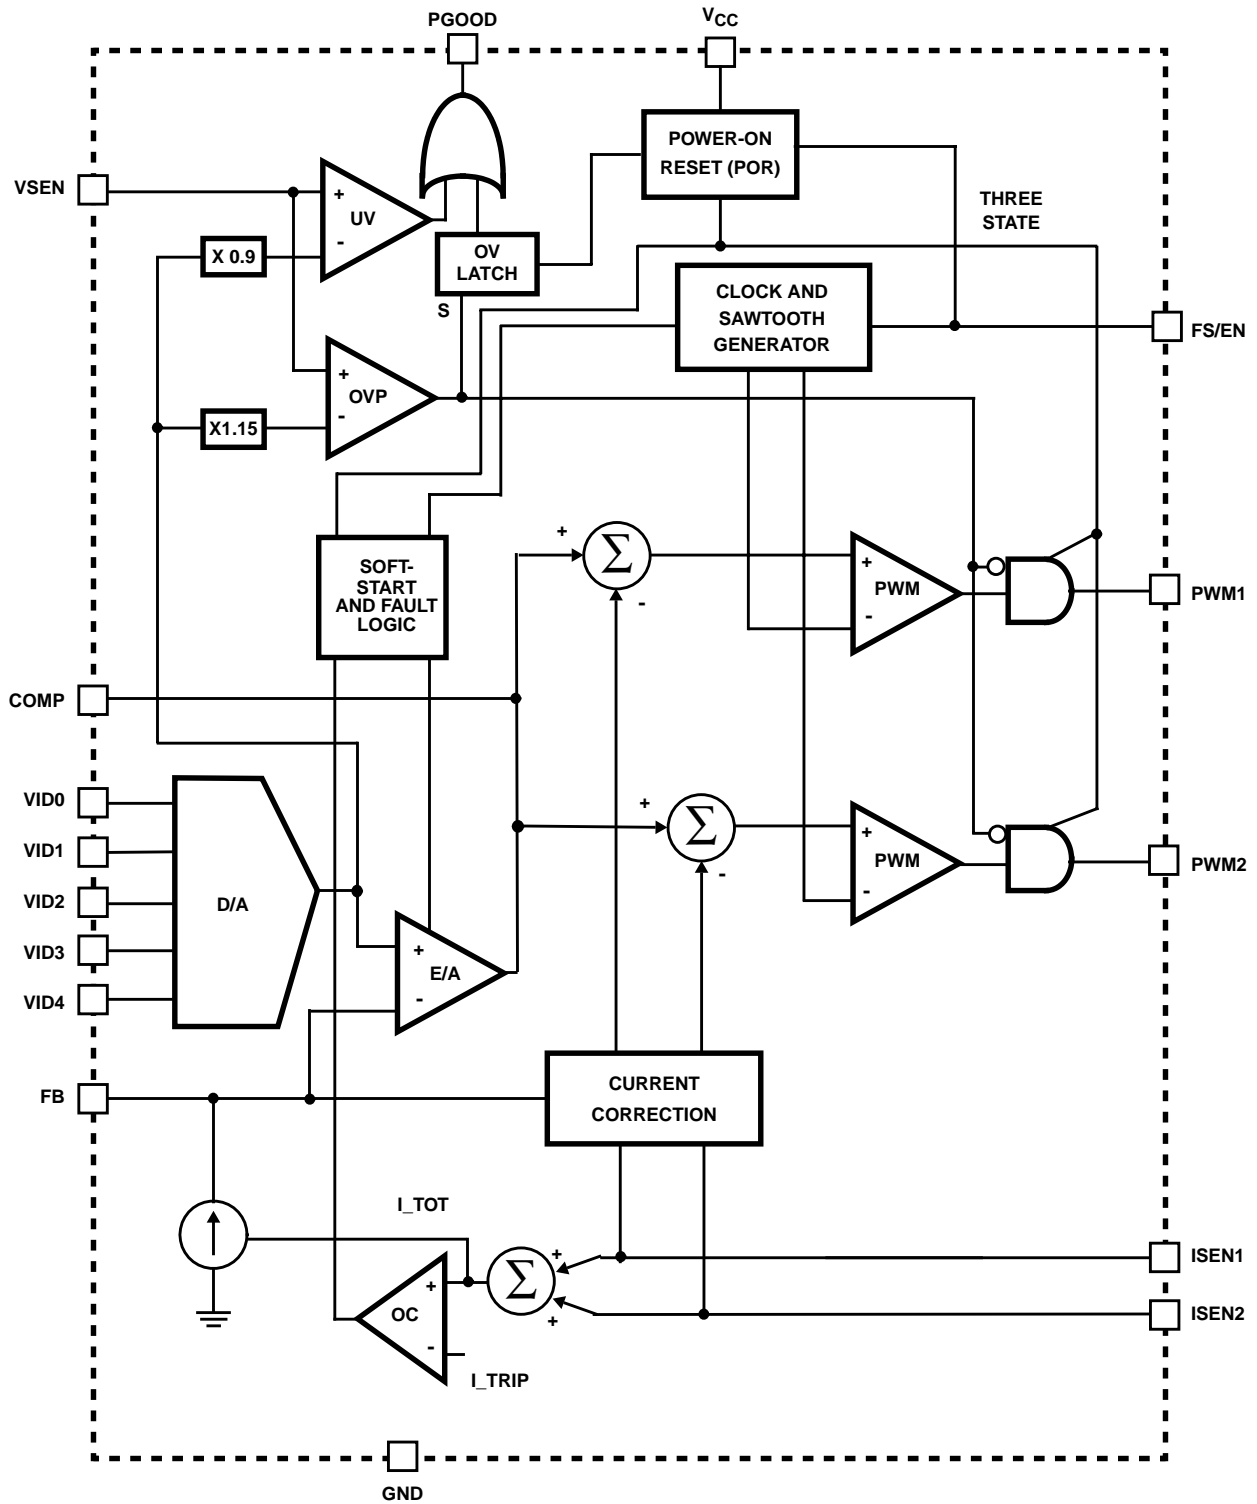 PGOOD
VCC
POWER-ON
RESET (POR)
VSEN
+
UV
-
THREE
STATE
X 0.9
OV
LATCH
S
CLOCK AND
SAWTOOTH
GENERATOR
FS/EN
+
OVP
-
X1.15
+
Σ
-
SOFT-
START
AND FAULT
LOGIC
+
PWM
-
PWM1
COMP
VID0
VID1
VID2
VID3
VID4
D/A
+
Σ
-
+
PWM
-
PWM2
+
E/A
-
FB
CURRENT
CORRECTION
I_TOT
+
Σ
+
ISEN1
ISEN2
+
OC
-
I_TRIP
GND